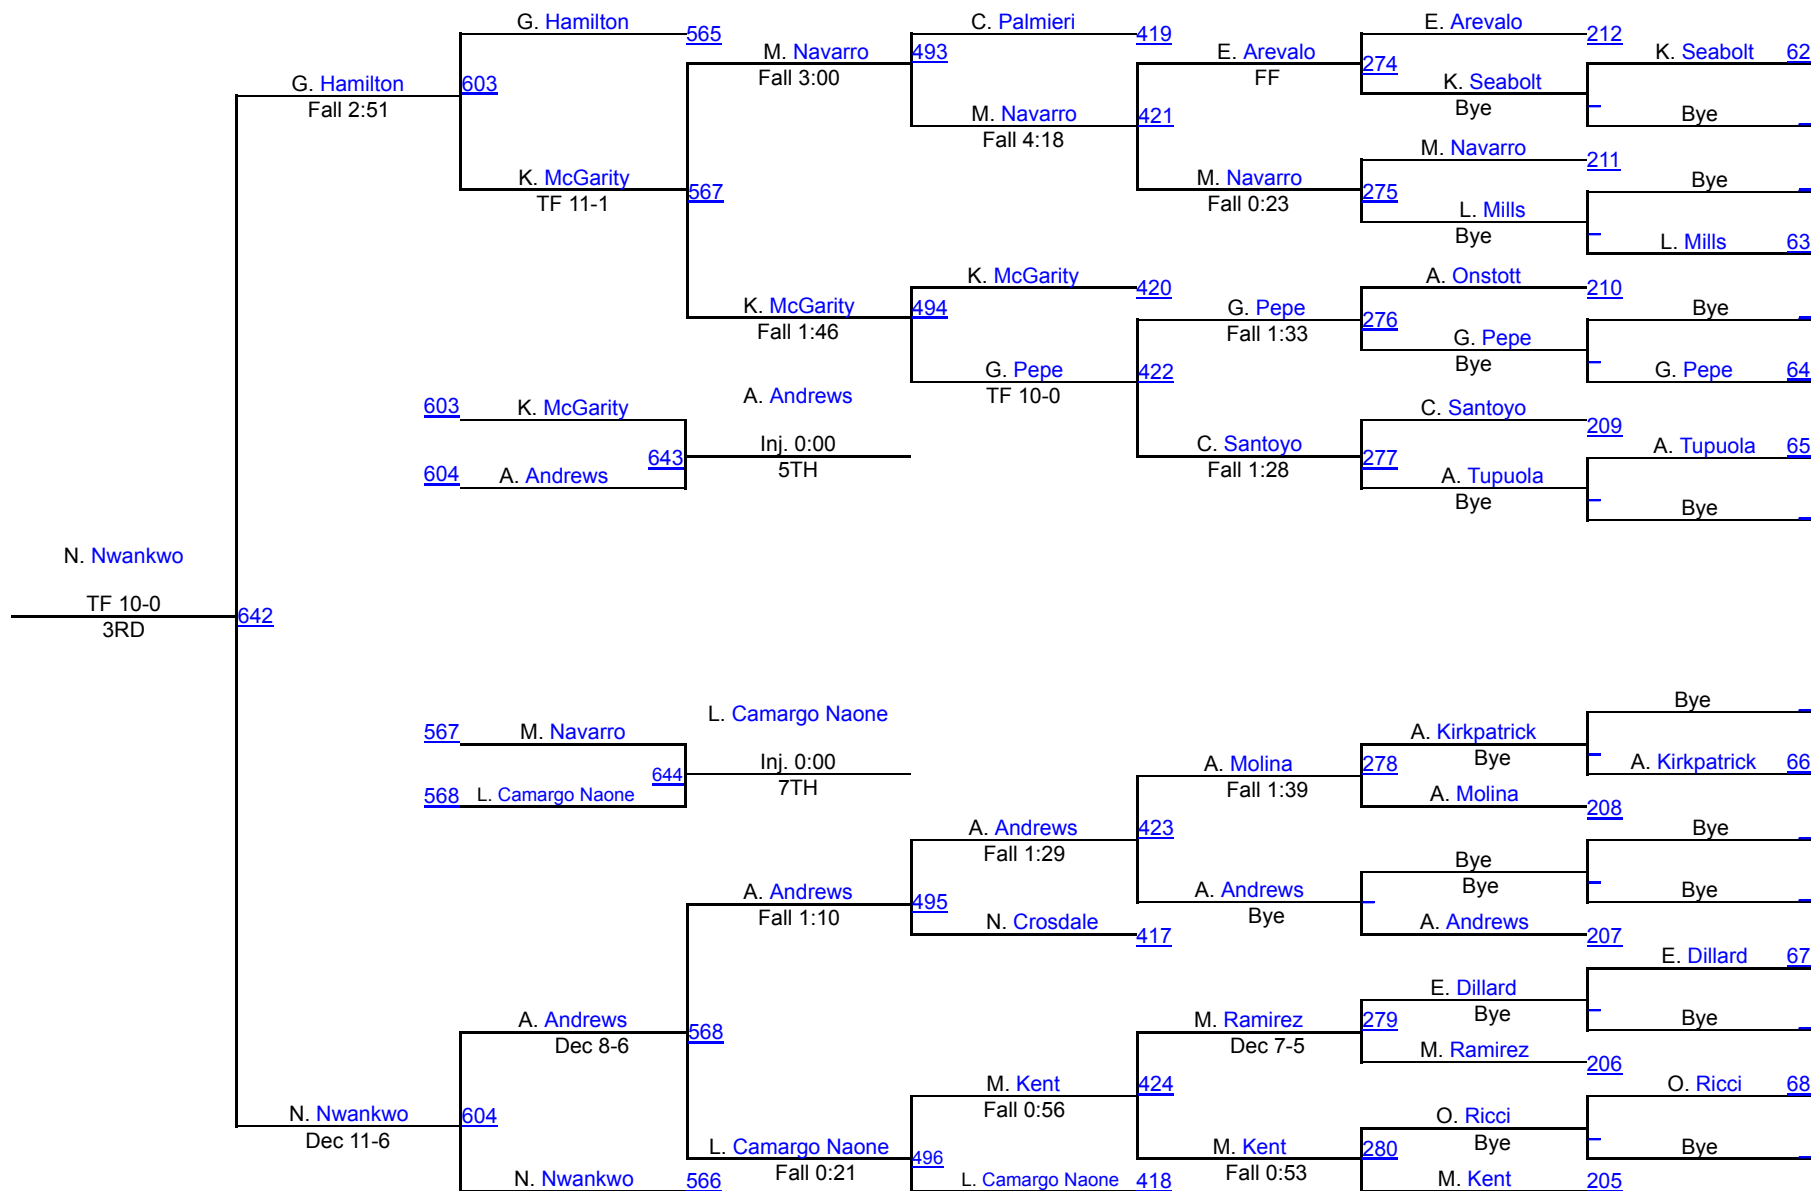 G. Hamilton
565
C. Palmieri
419
E. Arevalo
212
M. Navarro
Fall 3:00
493
E. Arevalo
FF
274
K. Seabolt 62
G. Hamilton
Fall 2:51
603
K. Seabolt
Bye
Bye
M. Navarro
Fall 4:18
421
M. Navarro
211
K. McGarity
TF 11-1
567
M. Navarro
Fall 0:23
275
Bye
L. Mills
Bye
L. Mills 63
K. McGarity
420
A. Onstott
210
K. McGarity
Fall 1:46
494
G. Pepe
Fall 1:33
276
Bye
G. Pepe
Bye
G. Pepe
TF 10-0
422
G. Pepe 64
603 K. McGarity
A. Andrews
C. Santoyo
209
643
Inj. 0:00
5TH
C. Santoyo
Fall 1:28
277
A. Tupuola 65
604 A. Andrews
A. Tupuola
Bye
Bye
N. Nwankwo
TF 10-0
3RD
642
Bye
567 M. Navarro
L. Camargo Naone
A. Kirkpatrick
Bye
644
Inj. 0:00
7TH
A. Molina
Fall 1:39
278
A. Kirkpatrick 66
568 L. Camargo Naone
A. Molina
208
A. Andrews
Fall 1:29
423
Bye
Bye
Bye
A. Andrews
Fall 1:10
495
A. Andrews
Bye
Bye
N. Crosdale
417
A. Andrews
207
E. Dillard 67
E. Dillard
Bye
A. Andrews
Dec 8-6
568
M. Ramirez
Dec 7-5
279
Bye
M. Ramirez
206
M. Kent
Fall 0:56
424
O. Ricci 68
N. Nwankwo
Dec 11-6
604
O. Ricci
Bye
L. Camargo Naone
Fall 0:21
496
M. Kent
Fall 0:53
280
Bye
N. Nwankwo
566
L. Camargo Naone 418
M. Kent
205